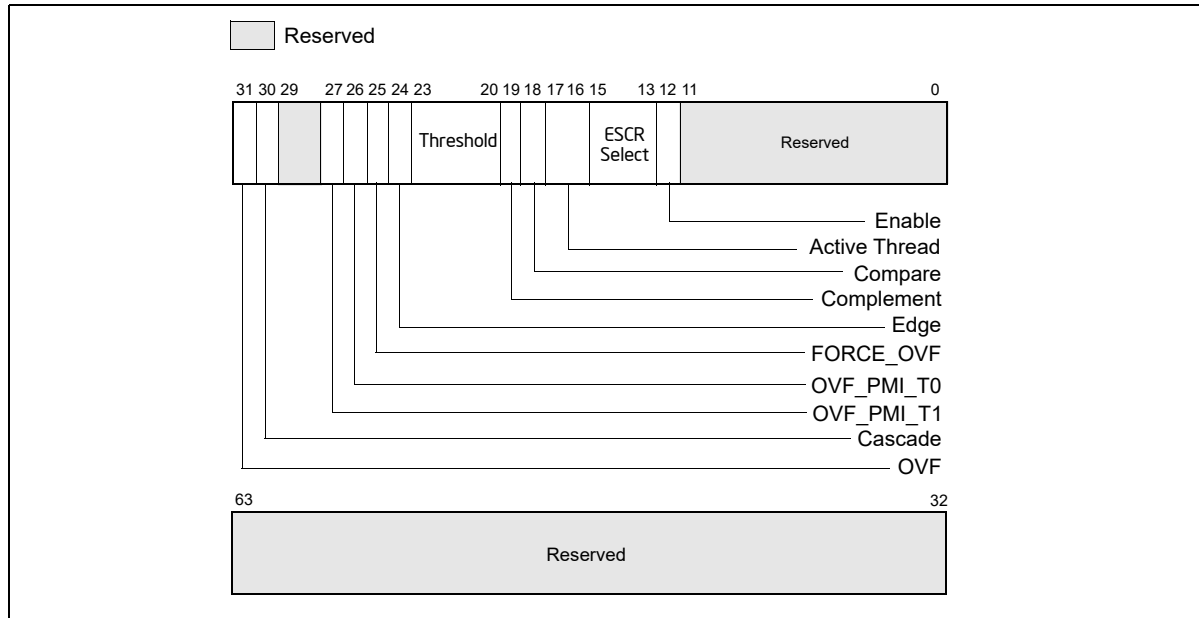 Reserved
31 30 29 27 26 25 24 23 20 19 18 17 16 15 13 12 11 0
Threshold
ESCR
Select
Reserved
Enable
Active Thread
Compare
Complement
Edge
FORCE_OVF
OVF_PMI_T0
OVF_PMI_T1
Cascade
OVF
63 32
Reserved